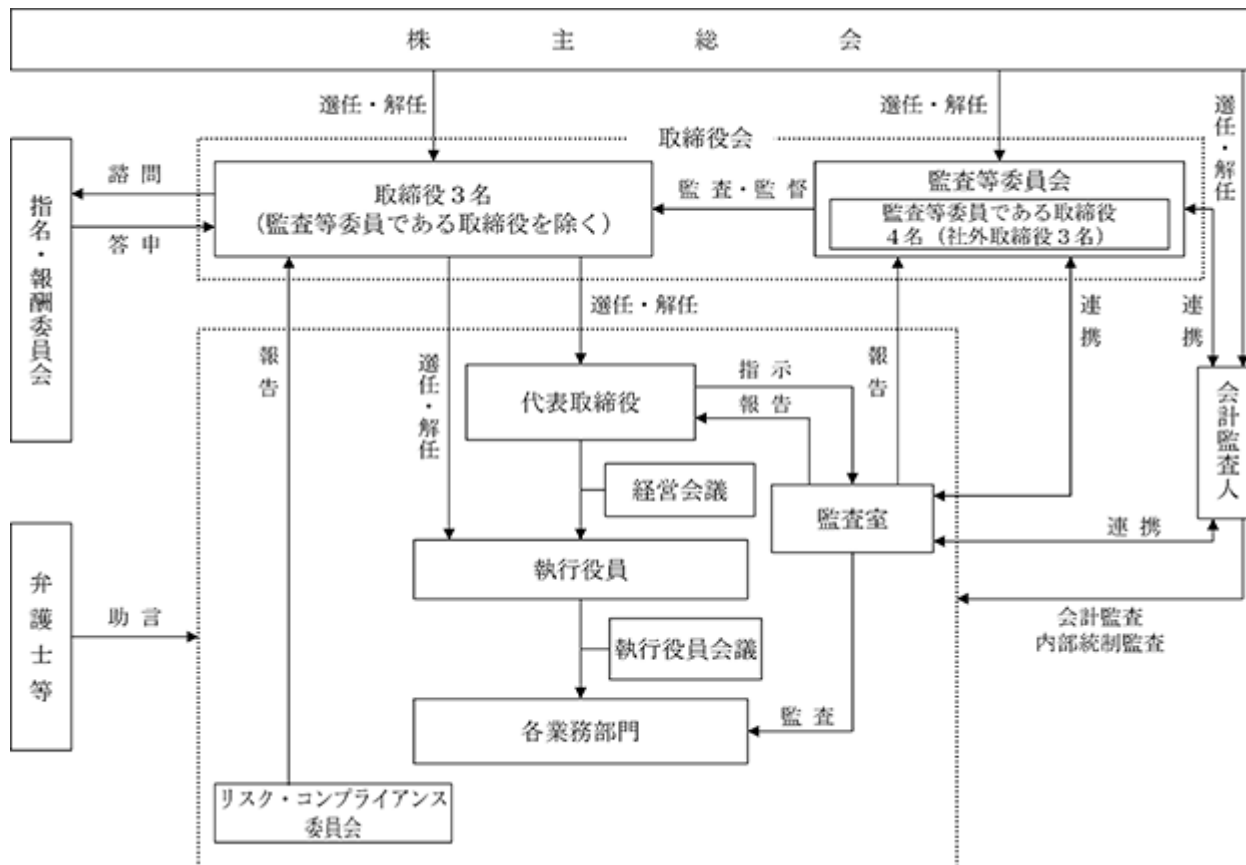 株主総会
選任・解任
選任・解任
選任・解任
取締役会
指名・報酬委員会
諮問
答申
取締役3名
(監査等委員である取締役を除く)
監査・監督
監査等委員会
監査等委員である取締役
4名(社外取締役3名)
選任・解任
選任・解任
報告
報告
連携
連携
代表取締役
指示
報告
会計監査人
経営会議
監査室
連携
執行役員
弁護士等
助言
会計監査
内部統制監査
執行役員会議
各業務部門
監査
リスク・コンプライアンス
委員会